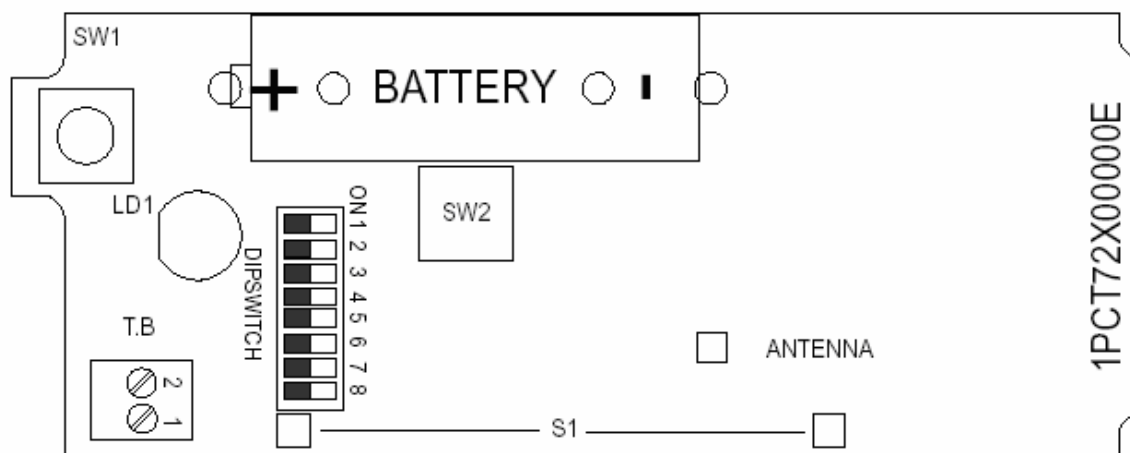 SW1
+ BATTERY -
LD1
SW2
ON
1
2
3
4
5
6
7
8
DIPSWITCH
T.B
2
1
ANTENNA
S1
1PCT72X00000E